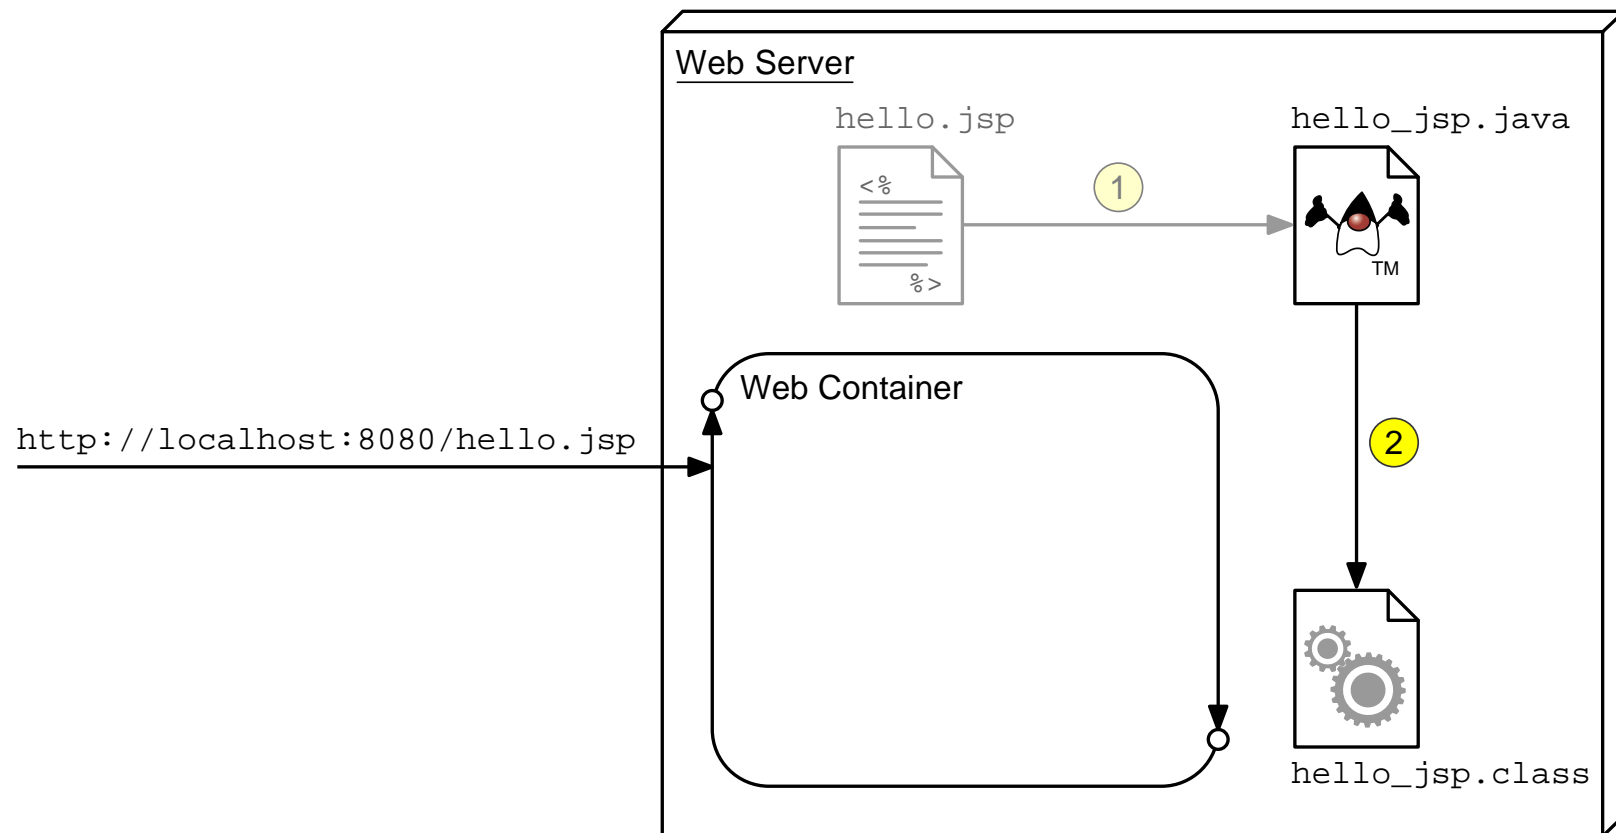 Web Server
hello.jsp
hello_jsp.java
<%
1
%>
TM
Web Container
http://localhost:8080/hello.jsp
2
hello_jsp.class